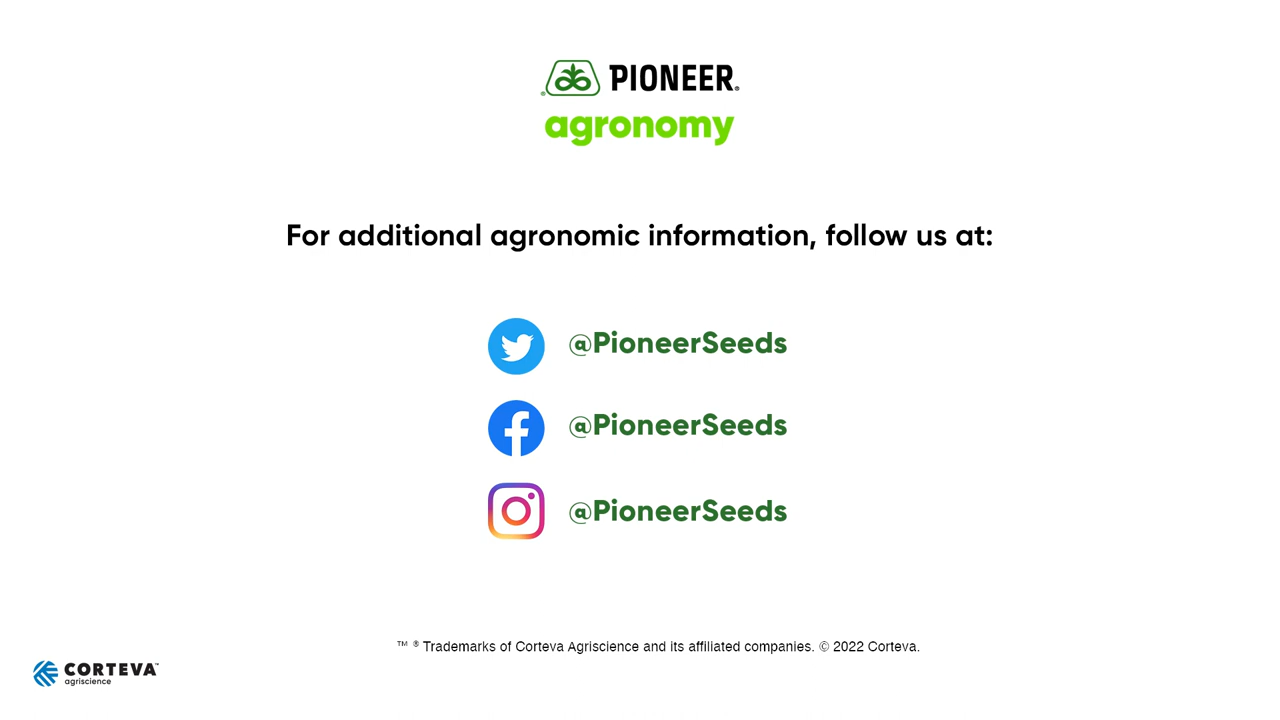 PIONEER®
agronomy
For additional agronomic information, follow us at:
@PioneerSeeds
@PioneerSeeds
@PioneerSeeds
™ ® Trademarks of Corteva Agriscience and its affiliated companies. © 2022 Corteva.
CORTEVA™
agriscience